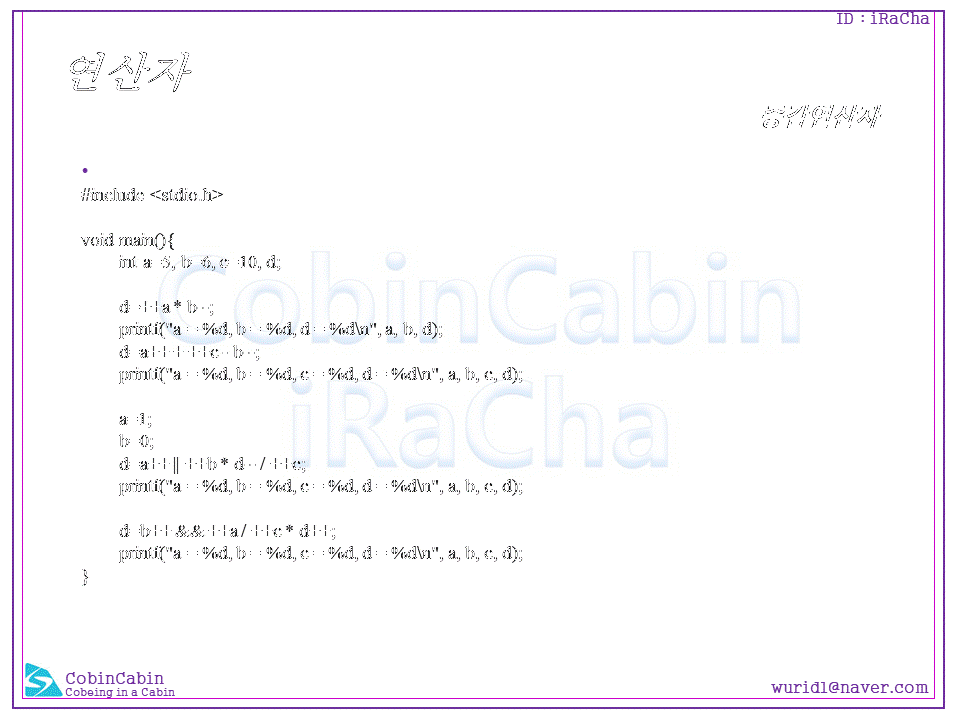 ID : iRaCha
연산자
증감연산자
•
#include <stdio.h>
void main(){
int a=5, b=6, c=10, d;
d=++a * b--;
printf("a == %d, b == %d, d == %d\n", a, b, d);
d=a++ + ++c - b--;
printf("a == %d, b == %d, c == %d, d == %d\n", a, b, c, d);
a=1;
b=0;
d=a++ || ++b * d-- / ++c;
printf("a == %d, b == %d, c == %d, d == %d\n", a, b, c, d);
d=b++ && ++a / ++c * d++;
printf("a == %d, b == %d, c == %d, d == %d\n", a, b, c, d);
}
CobinCabin
iRaCha
CobinCabin
Cobeing in a Cabin
wuridl@naver.com